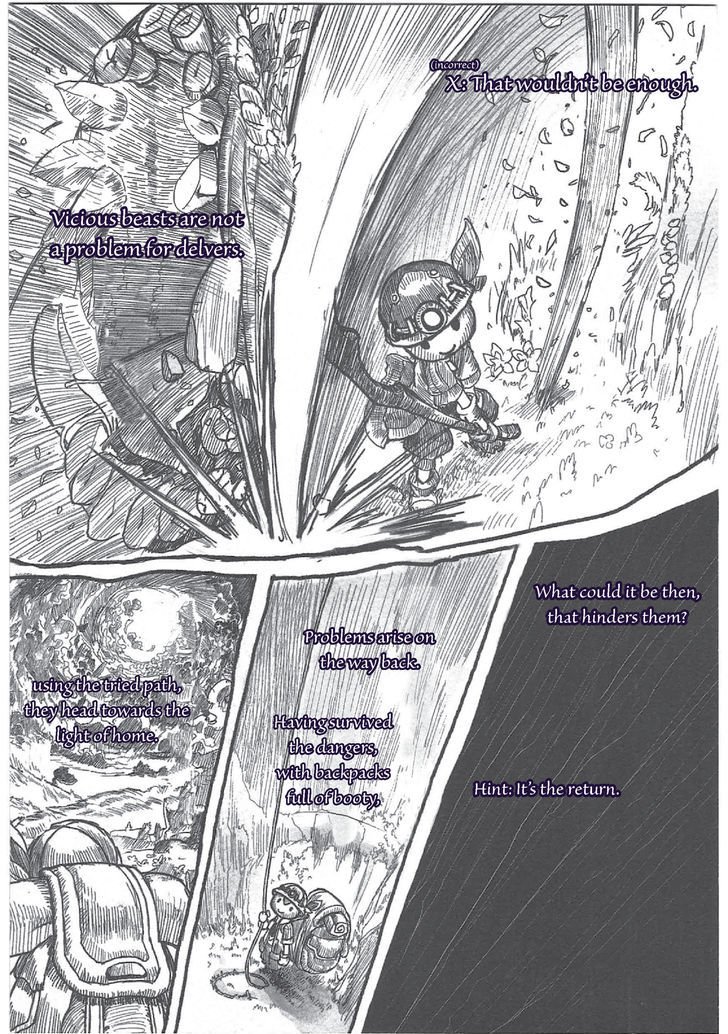 (incorrect)
X: That wouldn't be enough.
Vicious beasts are not
a problem for delvers.
What could it be then,
that hinders them?
Hint: It's the return.
Problems arise on
the way back.
Having survived
the dangers,
with backpacks
full of booty,
using the tried path,
they head towards the
light of home.